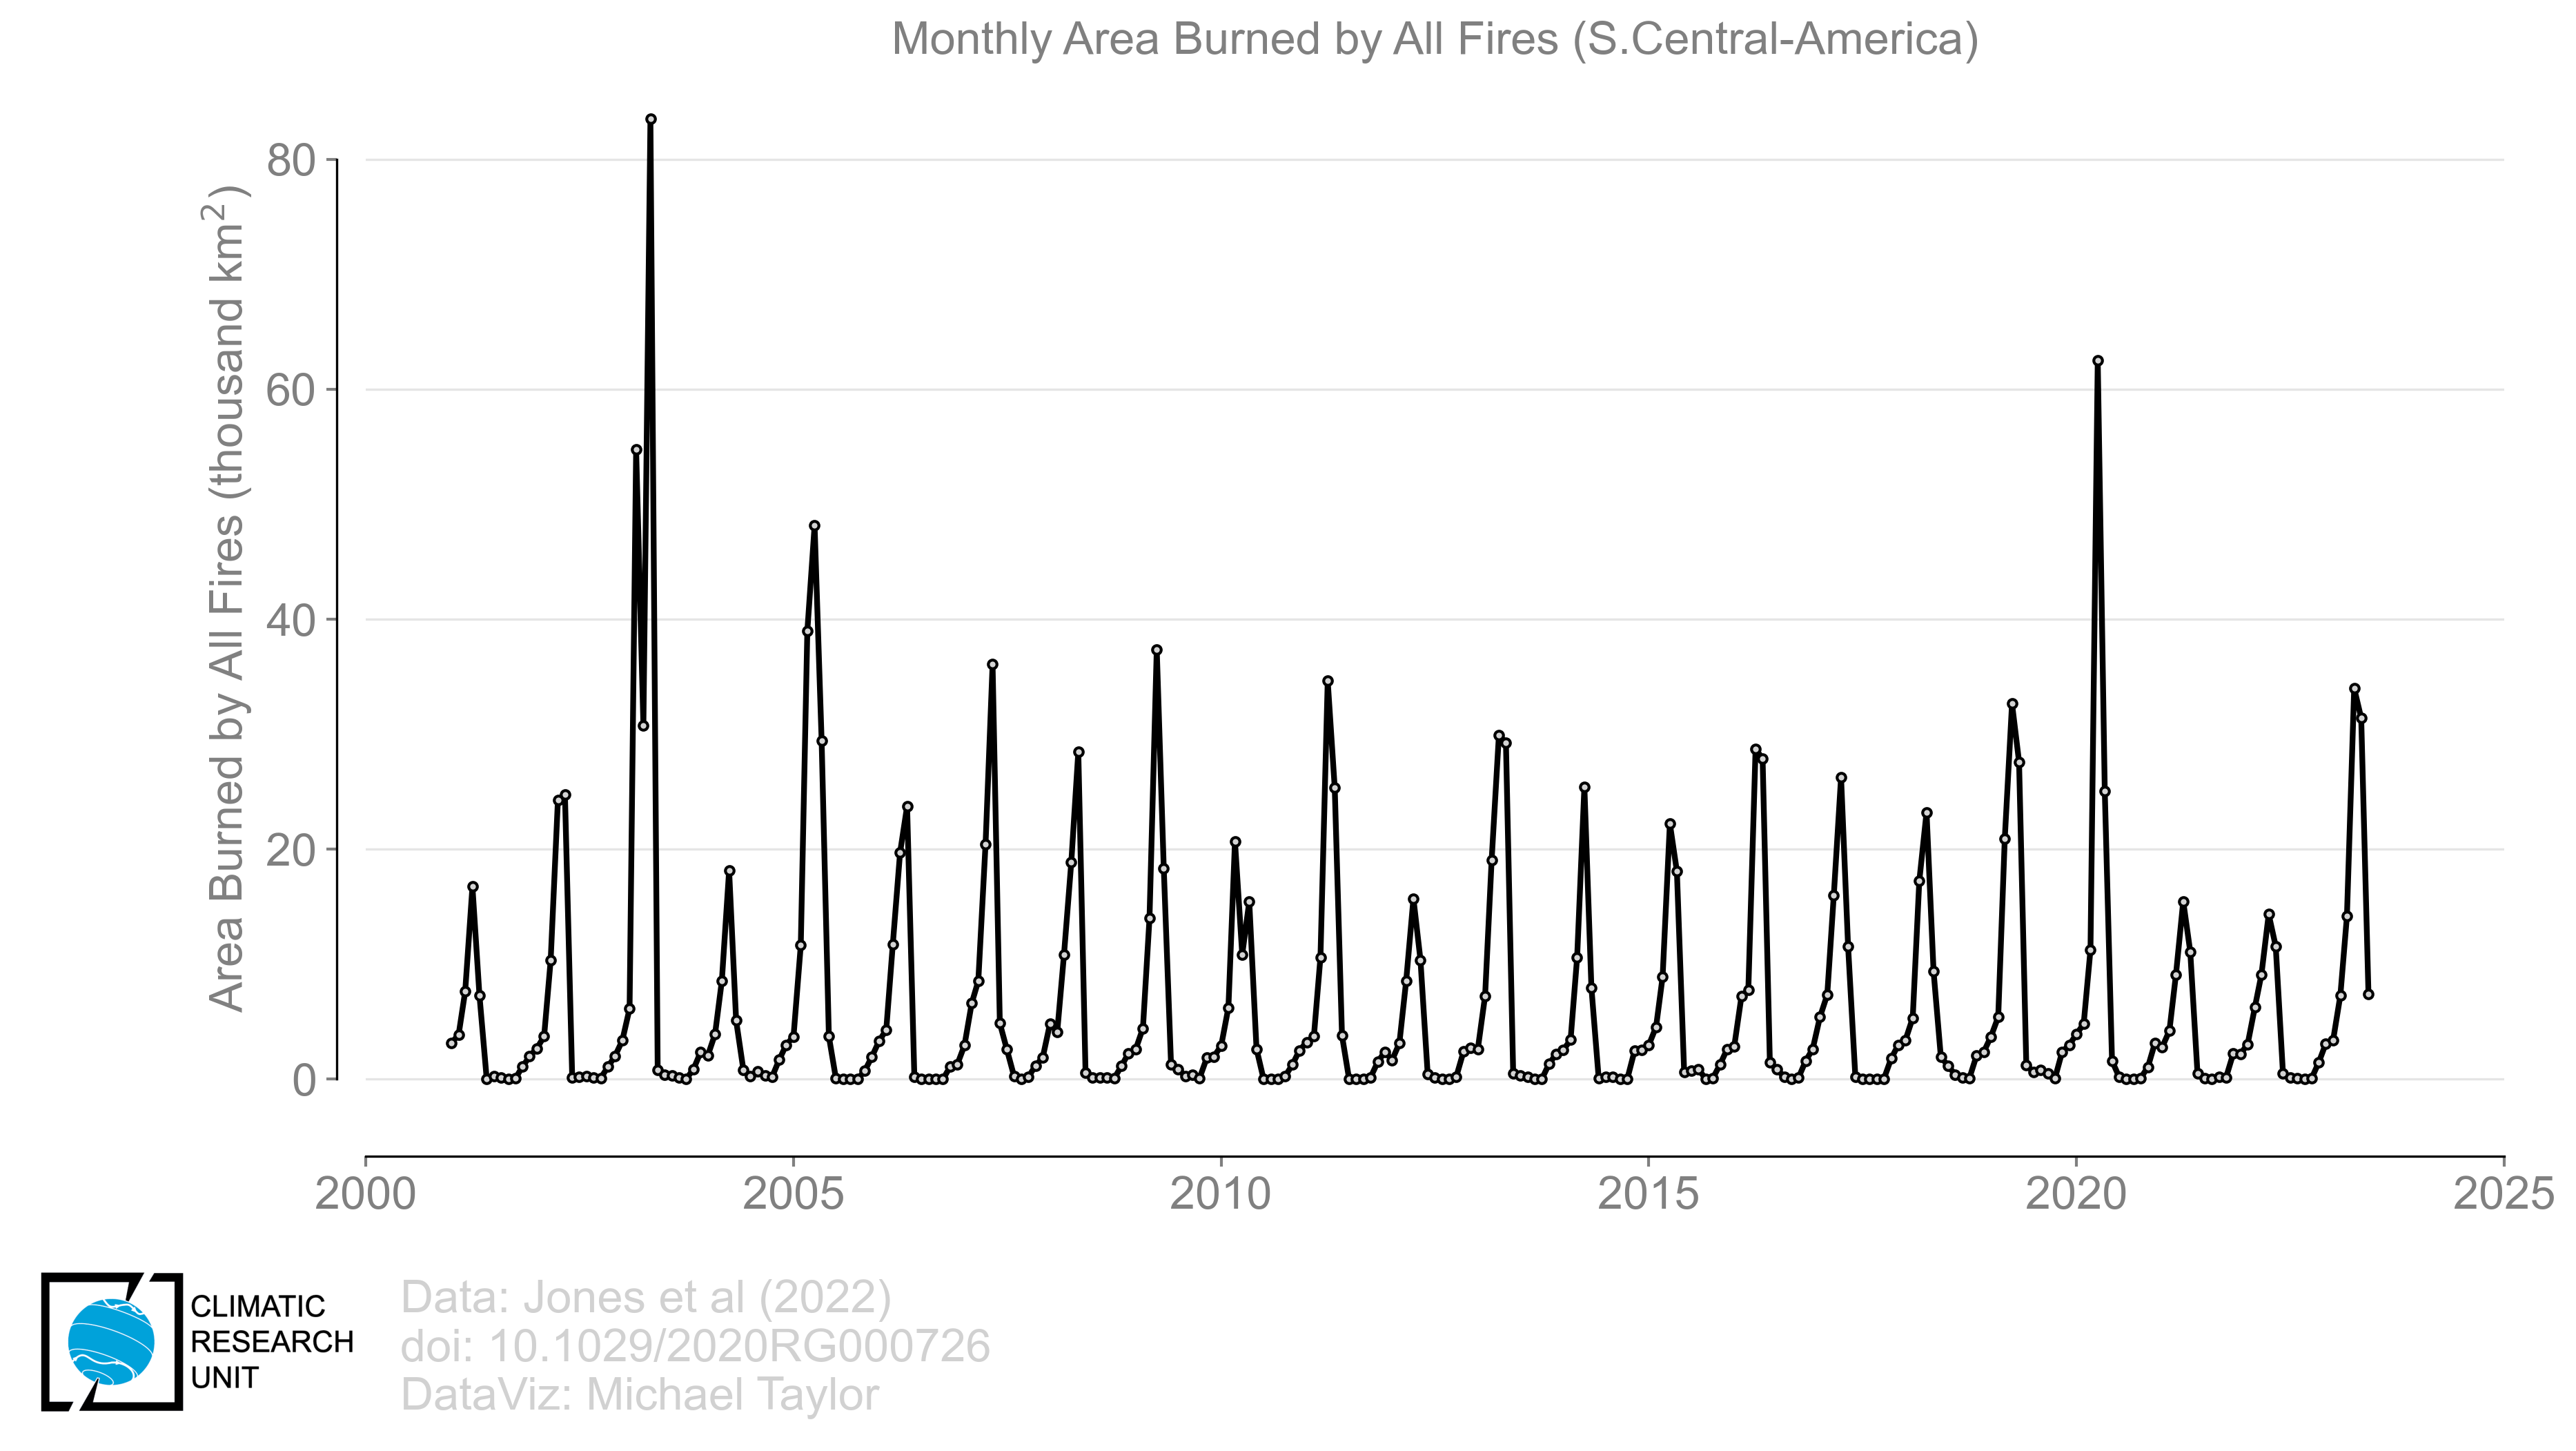 Monthly Area Burned by All Fires (S.Central-America)
Area Burned by All Fires (thousand km²)
80
60
40
20
0
2000 2005 2010 2015 2020 2025
CLIMATIC
RESEARCH
UNIT
Data: Jones et al (2022)
doi: 10.1029/2020RG000726
DataViz: Michael Taylor